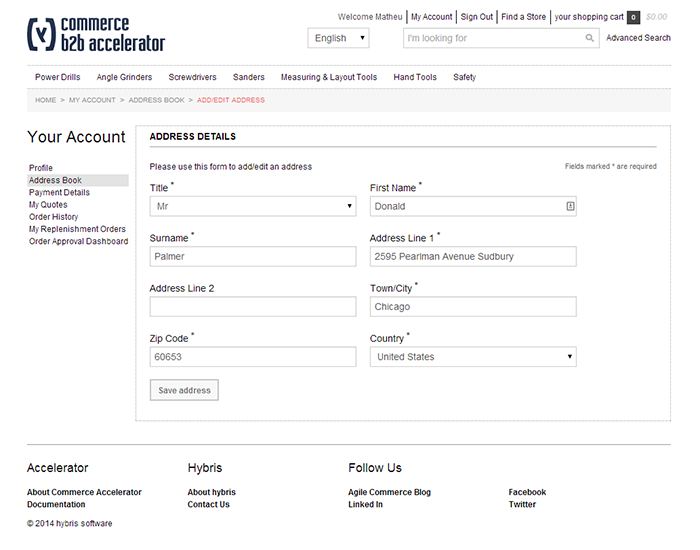 Welcome Matheu | My Account | Sign Out | Find a Store | your shopping cart 0 $0.00
(Y) commerce
b2b accelerator
English
I'm looking for
Advanced Search
Power Drills Angle Grinders Screwdrivers Sanders Measuring & Layout Tools Hand Tools Safety
HOME > MY ACCOUNT > ADDRESS BOOK > ADD/EDIT ADDRESS
Your Account
Profile
Address Book
Payment Details
My Quotes
Order History
My Replenishment Orders
Order Approval Dashboard
ADDRESS DETAILS
Please use this form to add/edit an address
Fields marked * are required
Title * First Name *
Mr Donald
Surname * Address Line 1 *
Palmer 2595 Pearlman Avenue Sudbury
Address Line 2 Town/City *
Chicago
Zip Code * Country *
60653 United States
Save address
Accelerator Hybris Follow Us
About Commerce Accelerator About hybris Agile Commerce Blog Facebook
Documentation Contact Us Linked In Twitter
© 2014 hybris software